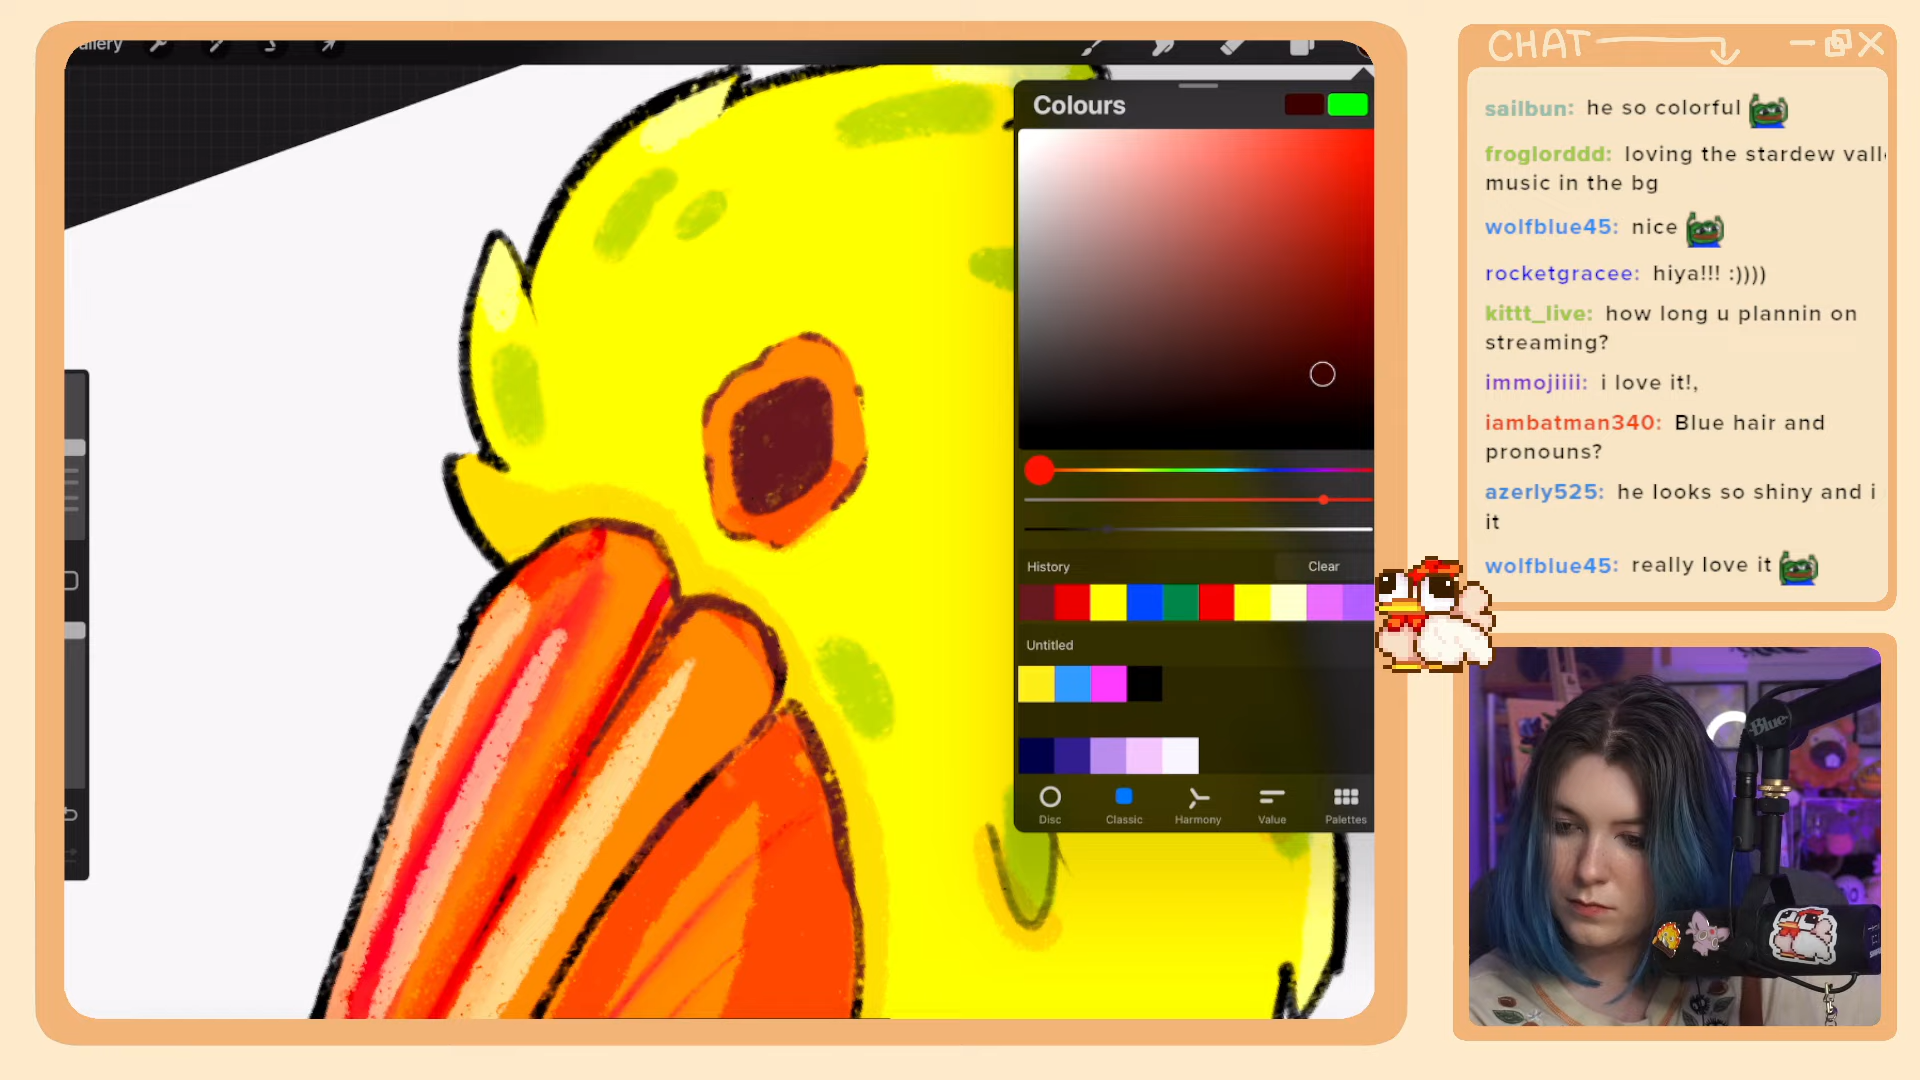 allery
Colours
History
Clear
Untitled
Disc
Classic
Harmony
Value
Palettes
CHAT
sailbun: he so colorful
froglorddd: loving the stardew vall
music in the bg
wolfblue45: nice
rocketgracee: hiya!!! :))))
kittt_live: how long u plannin on
streaming?
immojiiii: i love it!,
iambatman340: Blue hair and
pronouns?
azerly525: he looks so shiny and i
it
wolfblue45: really love it
Blue